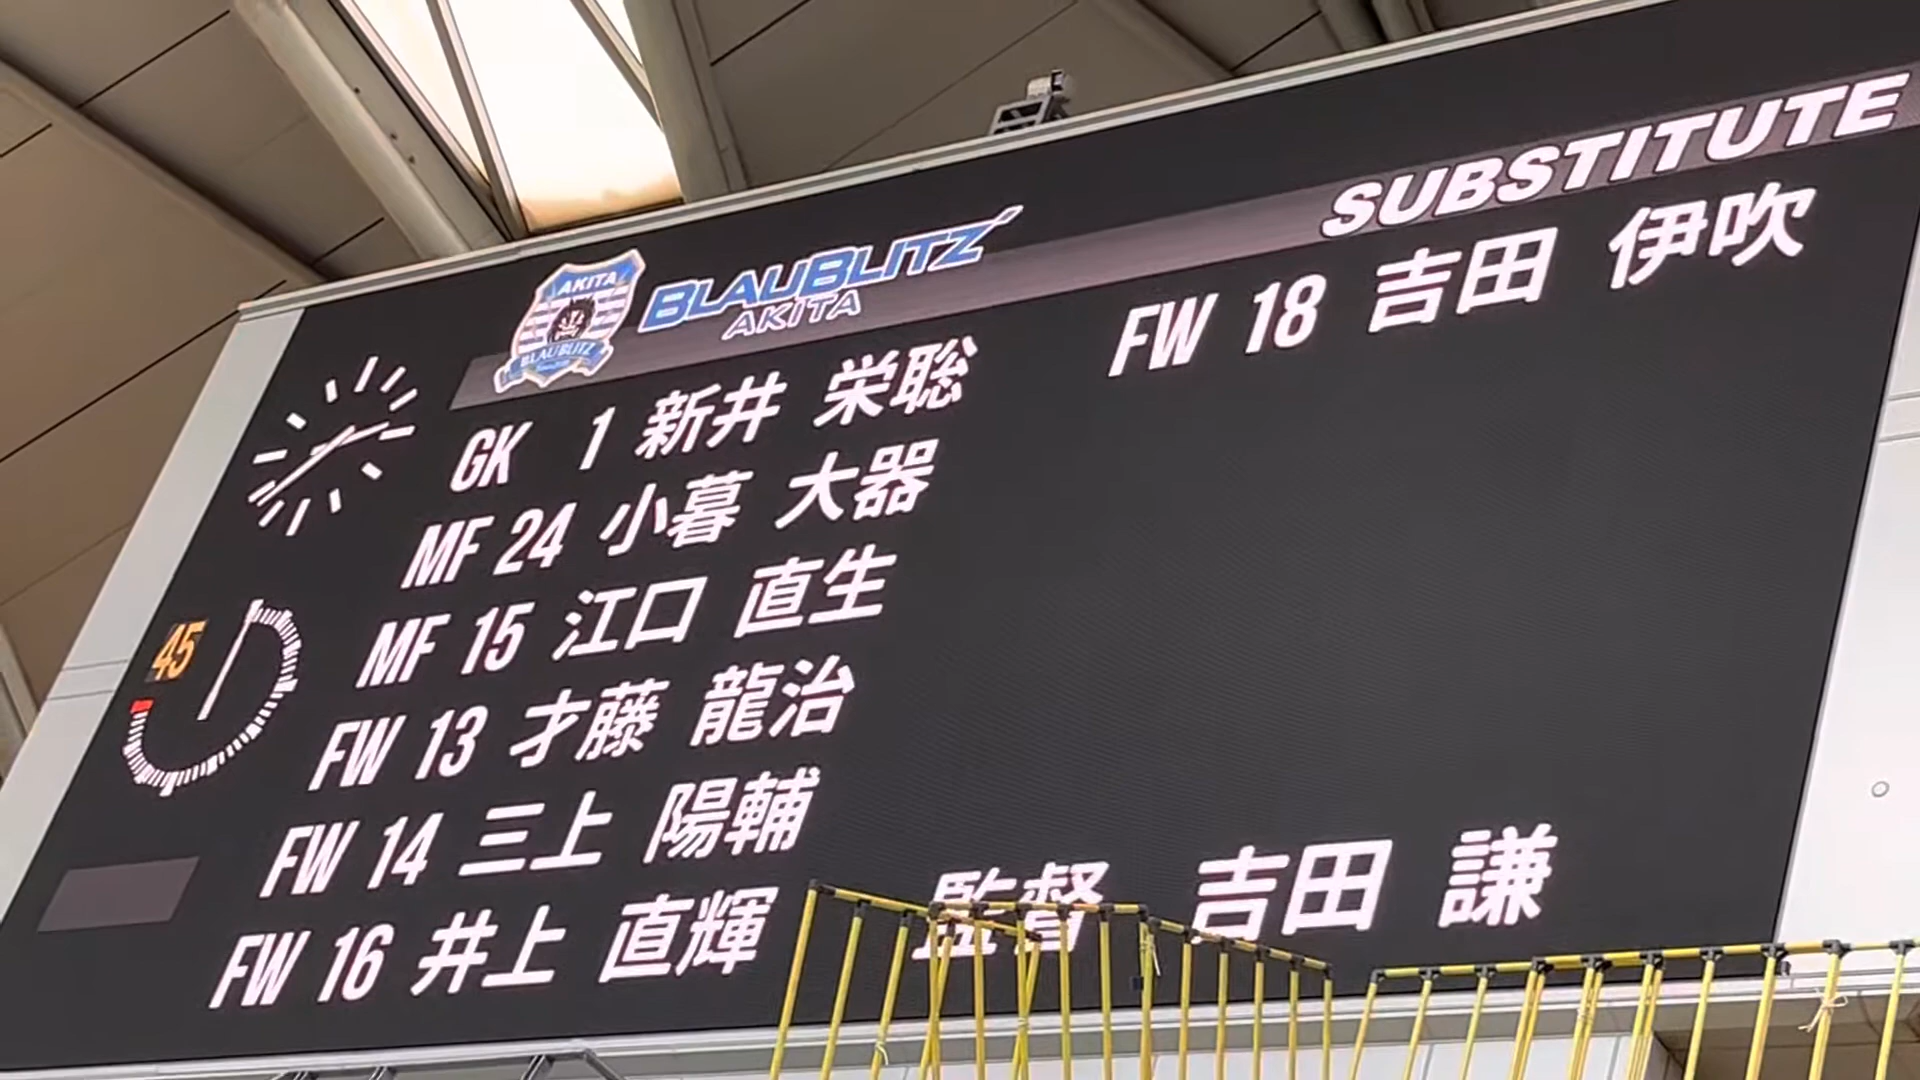 SUBSTITUTE
AKITA
BLAUBLITZ
BLAUBLITZ
AKITA
GK 1 新井 栄聡
MF 24 小暮 大器
MF 15 江口 直生
FW 13 才藤 龍治
FW 14 三上 陽輔
FW 16 井上 直輝
FW 18 吉田 伊吹
監督 吉田 謙
45